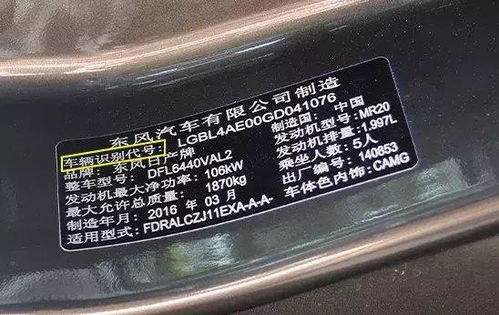 东风汽车有限公司制造
车辆识别代号: LGBL4AE00GD041076
品牌: 东风日产牌 制造国: 中国
整车型号: DFL6440VAL2 发动机型号: MR20
发动机最大净功率: 106kW 发动机排量: 1.997L
最大允许总质量: 1870kg 乘坐人数: 5人
制造年月: 2016 年 03 月 出厂编号: 140853
适用型式: FDRALCZJ11EXA-A-A- 车体色内饰: CAMG